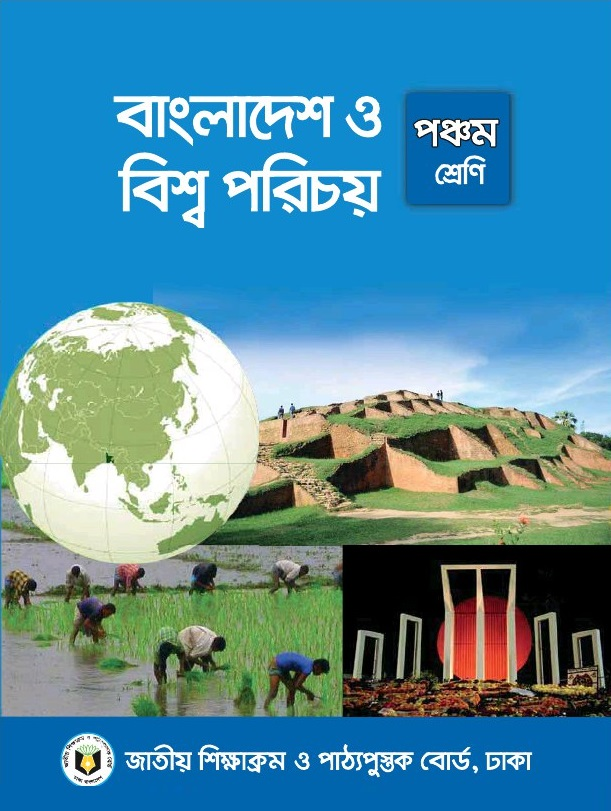 বাংলাদেশ ও
বিশ্ব পরিচয়
পঞ্চম
শ্রেণি
জাতীয় শিক্ষাক্রম ও পাঠ্যপুস্তক বোর্ড, ঢাকা